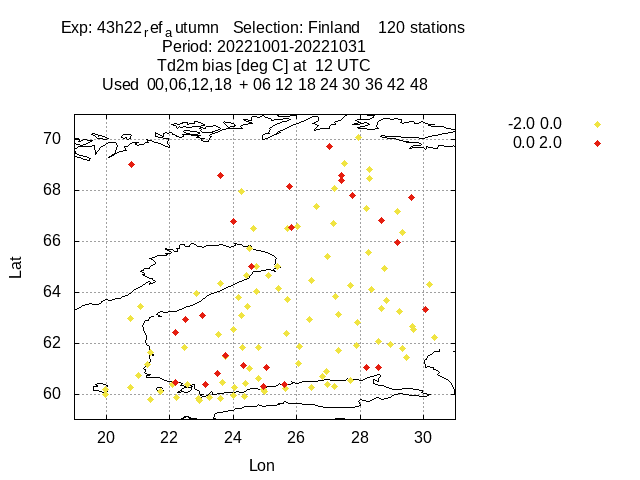 Exp: 43h22ref autumn Selection: Finland 120 stations
Period: 20221001-20221031
Td2m bias [deg C] at 12 UTC
Used 00,06,12,18 + 06 12 18 24 30 36 42 48
-2.0 0.0
0.0 2.0
70
68
66
64
62
60
Lat
20 22 24 26 28 30
Lon